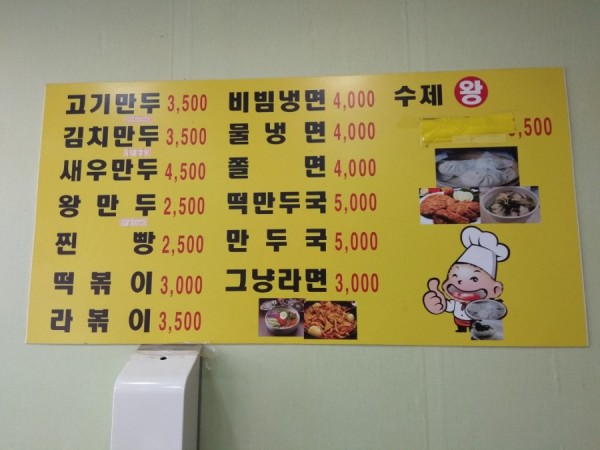 고기만두 3,500
김치만두 3,500
새우만두 4,500
왕만두 2,500
찐빵 2,500
떡볶이 3,000
라볶이 3,500
비빔냉면 4,000
물냉면 4,000
쫄면 4,000
떡만두국 5,000
만두국 5,000
그냥라면 3,000
수제 왕
,500